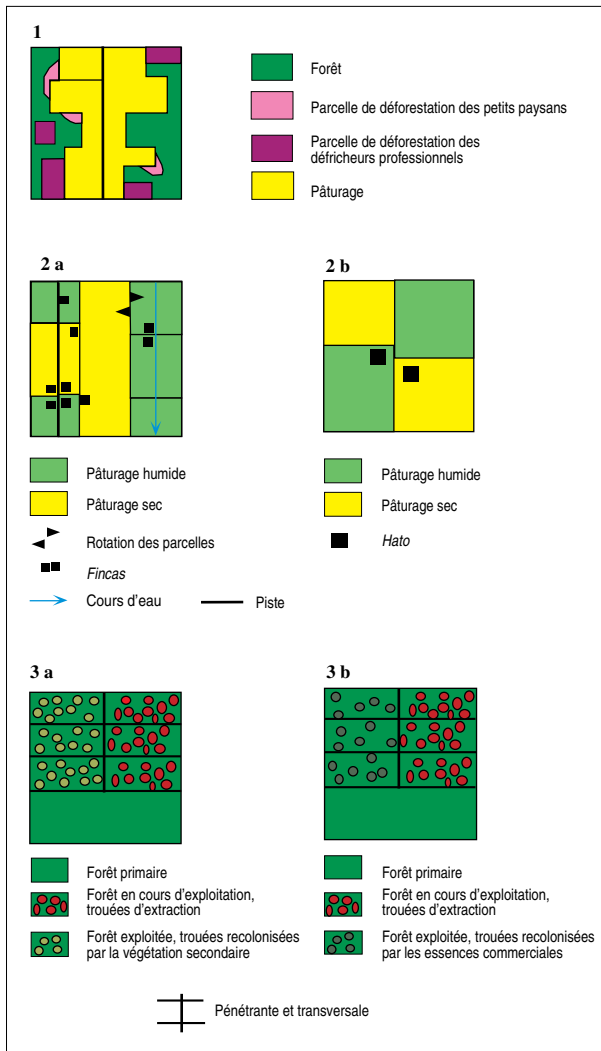 1
Forêt
Parcelle de déforestation des petits paysans
Parcelle de déforestation des
défricheurs professionnels
Pâturage
2 a
2 b
Pâturage humide
Pâturage sec
Rotation des parcelles
Fincas
Cours d'eau
Piste
Pâturage humide
Pâturage sec
Hato
3 a
3 b
Forêt primaire
Forêt en cours d'exploitation,
trouées d'extraction
Forêt exploitée, trouées recolonisées
par la végétation secondaire
Forêt primaire
Forêt en cours d'exploitation,
trouées d'extraction
Forêt exploitée, trouées recolonisées
par les essences commerciales
Pénétrante et transversale